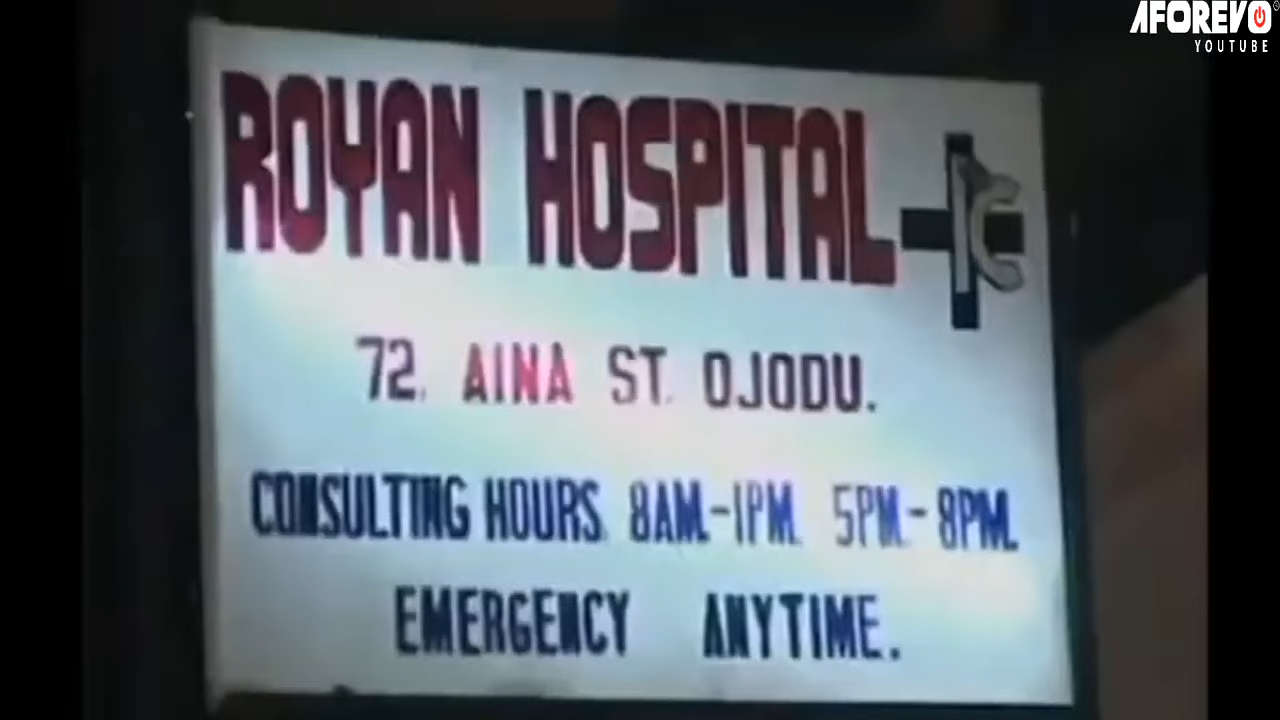 AFOREVO
YOUTUBE
ROYAN HOSPITAL
72. AINA ST. OJODU.
CONSULTING HOURS. 8AM.-1PM. 5PM.-8PM.
EMERGENCY ANYTIME.